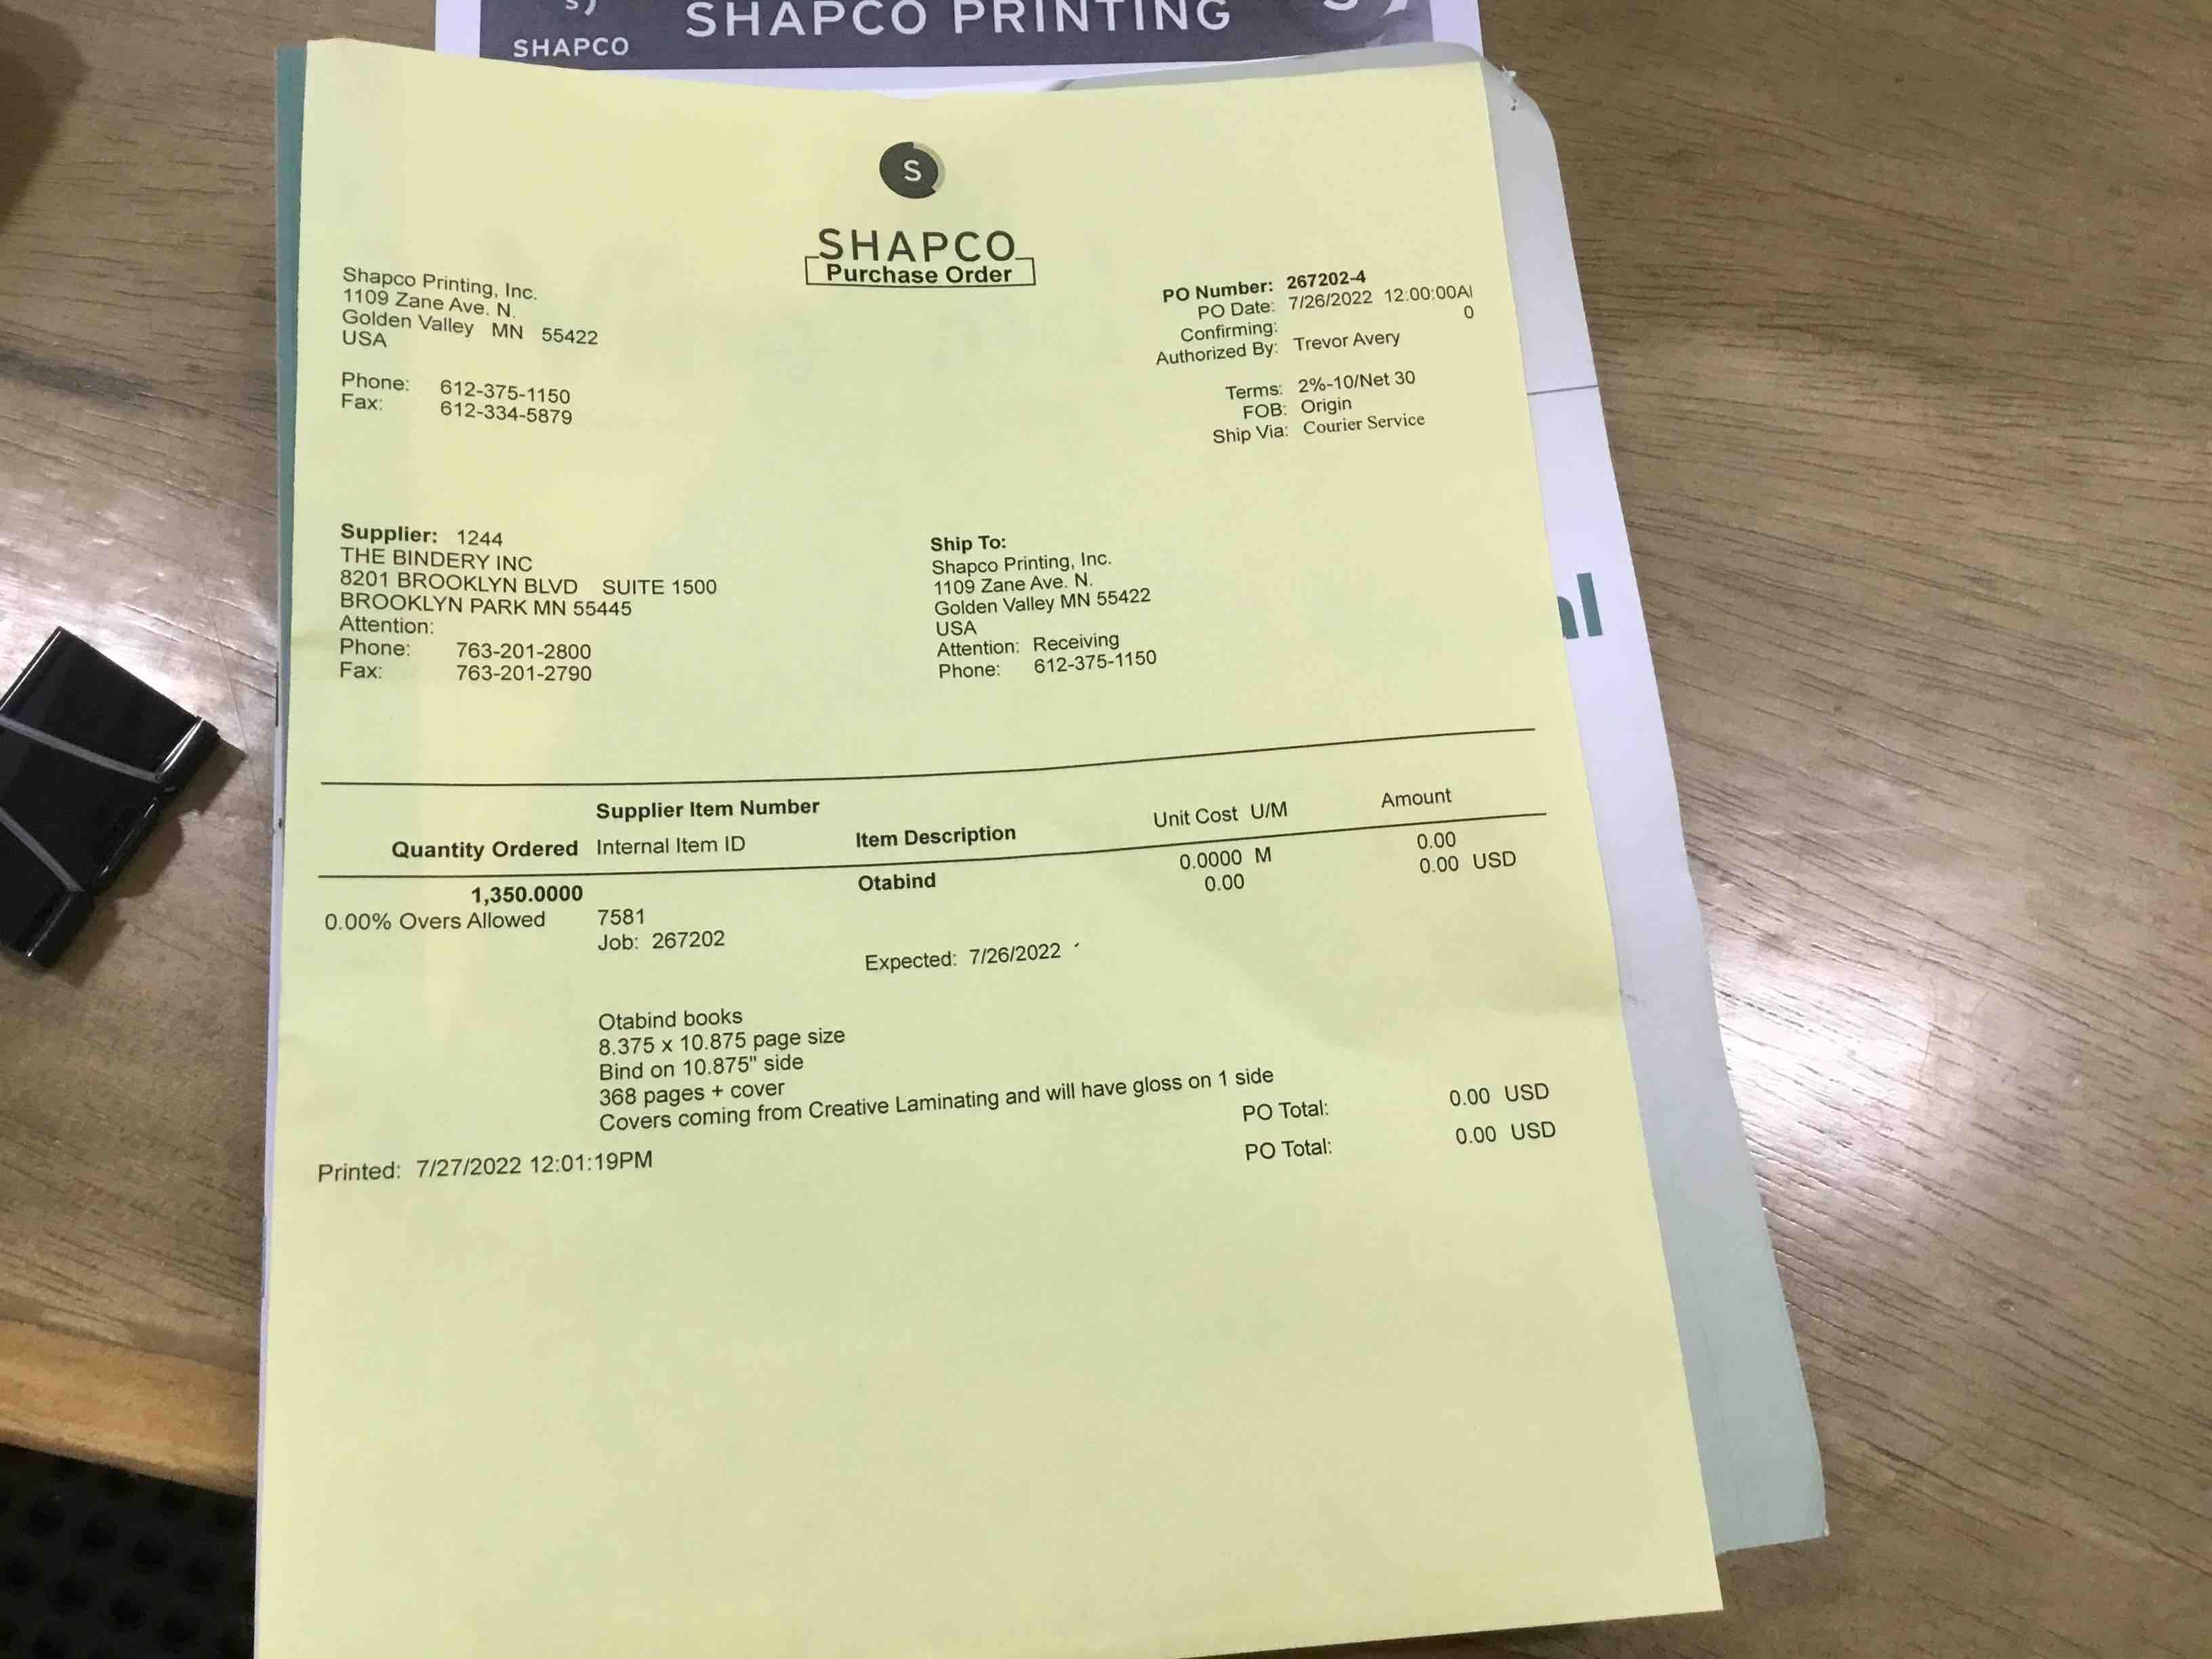 SHAPCO
SHAPCO PRINTING
S
SHAPCO
Purchase Order
Shapco Printing, Inc.
1109 Zane Ave. N.
Golden Valley MN 55422
USA
Phone: 612-375-1150
Fax: 612-334-5879
PO Number: 267202-4
PO Date: 7/26/2022 12:00:00AI
Confirming: 0
Authorized By: Trevor Avery
Terms: 2%-10/Net 30
FOB: Origin
Ship Via: Courier Service
Supplier: 1244
THE BINDERY INC
8201 BROOKLYN BLVD SUITE 1500
BROOKLYN PARK MN 55445
Attention:
Phone: 763-201-2800
Fax: 763-201-2790
Ship To:
Shapco Printing, Inc.
1109 Zane Ave. N.
Golden Valley MN 55422
USA
Attention: Receiving
Phone: 612-375-1150
Supplier Item Number
Quantity Ordered Internal Item ID Item Description Unit Cost U/M Amount
1,350.0000 Otabind 0.0000 M 0.00
0.00% Overs Allowed 7581 0.00 0.00 USD
Job: 267202
Expected: 7/26/2022
Otabind books
8.375 x 10.875 page size
Bind on 10.875" side
368 pages + cover
Covers coming from Creative Laminating and will have gloss on 1 side
PO Total: 0.00 USD
PO Total: 0.00 USD
Printed: 7/27/2022 12:01:19PM